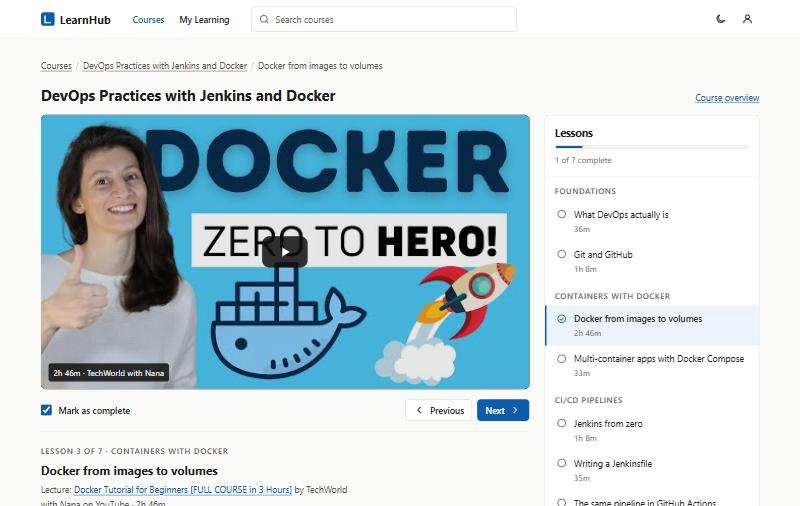 LearnHub
Courses
My Learning
Search courses
Courses / DevOps Practices with Jenkins and Docker / Docker from images to volumes
DevOps Practices with Jenkins and Docker
Course overview
DOCKER
ZERO TO HERO!
2h 46m · TechWorld with Nana
Mark as complete
Previous
Next
LESSON 3 OF 7 · CONTAINERS WITH DOCKER
Docker from images to volumes
Lecture: Docker Tutorial for Beginners [FULL COURSE in 3 Hours] by TechWorld
with Nana on YouTube · 2h 46m
Lessons
1 of 7 complete
FOUNDATIONS
What DevOps actually is
36m
Git and GitHub
1h 8m
CONTAINERS WITH DOCKER
Docker from images to volumes
2h 46m
Multi-container apps with Docker Compose
33m
CI/CD PIPELINES
Jenkins from zero
1h 8m
Writing a Jenkinsfile
35m
The same pipeline in GitHub Actions